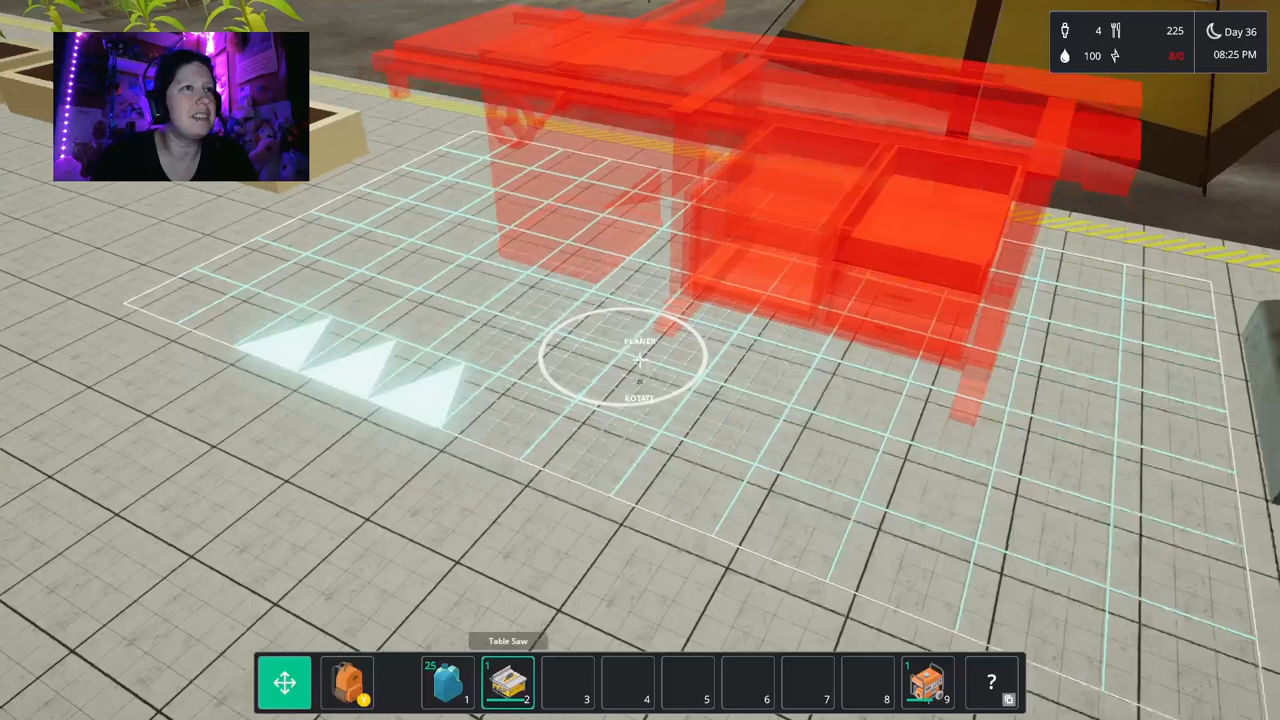 4 225 Day 36
100 8/0 08:25 PM
PLANER
ROTATE
Table Saw
25 1 1
1 2 3 4 5 6 7 8 9 ?
Y